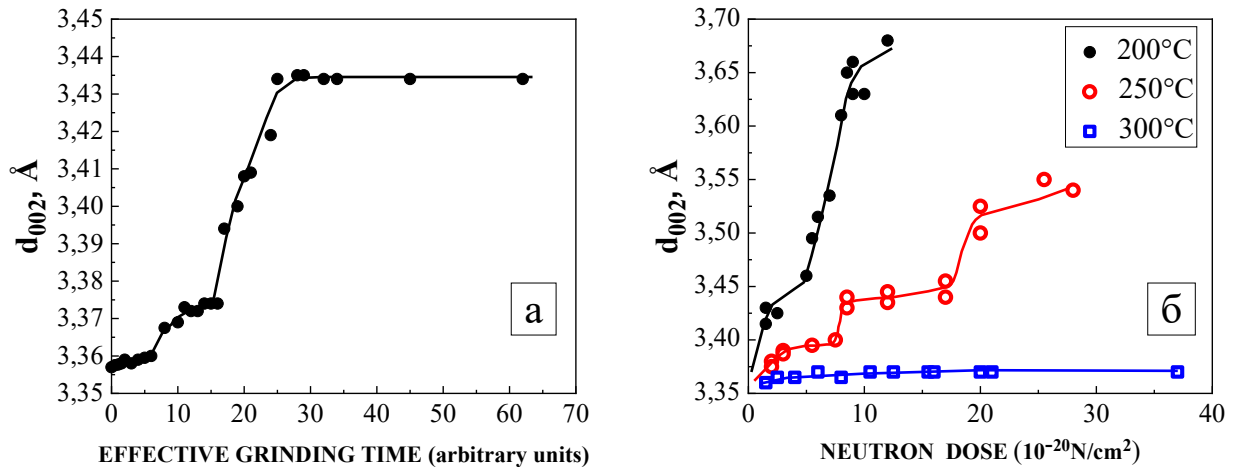 3,45
3,44
3,43
3,42
3,41
3,40
3,39
3,38
3,37
3,36
3,35
0 10 20 30 40 50 60 70
d002, Å
EFFECTIVE GRINDING TIME (arbitrary units)
а
3,70
3,65
3,60
3,55
3,50
3,45
3,40
3,35
0 10 20 30 40
d002, Å
NEUTRON DOSE (10⁻²⁰N/cm²)
200°C
250°C
300°C
б